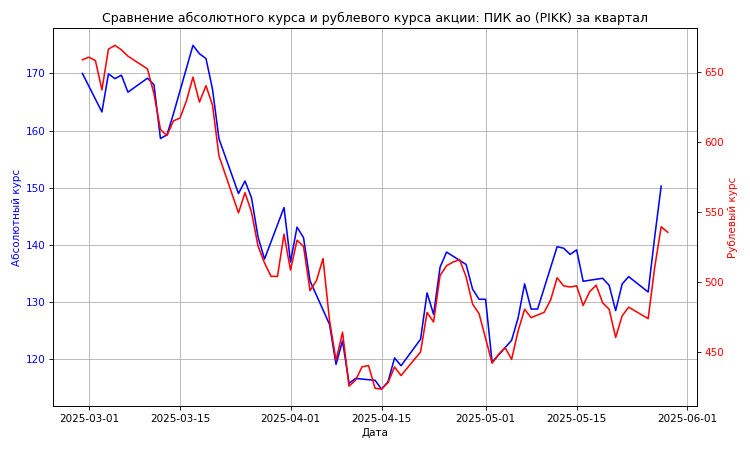 Сравнение абсолютного курса и рублевого курса акции: ПИК ао (PIKK) за квартал
Абсолютный курс
170
160
150
140
130
120
650
600
550
500
450
Рублевый курс
2025-03-01 2025-03-15 2025-04-01 2025-04-15 2025-05-01 2025-05-15 2025-06-01
Дата